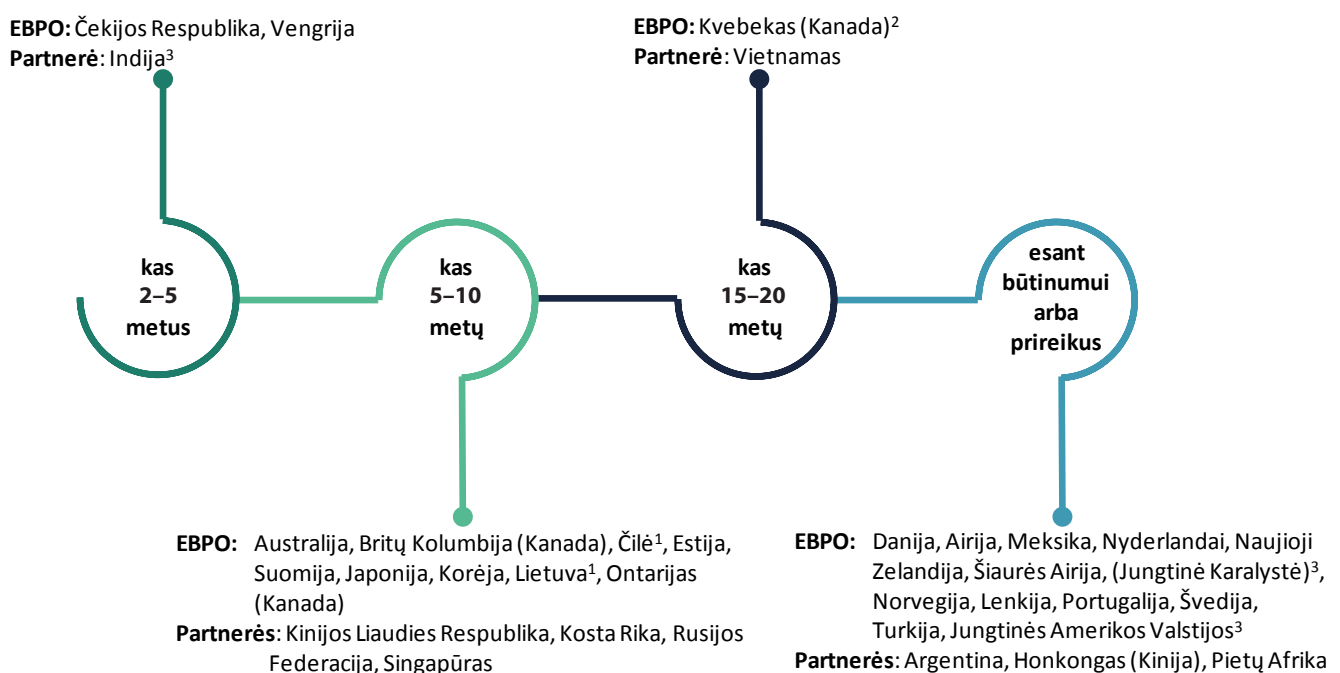 EBPO: Čekijos Respublika, Vengrija
Partnerė: Indija³
EBPO: Kvebekas (Kanada)²
Partnerė: Vietnamas
kas
2–5
metus
kas
5–10
metų
kas
15–20
metų
esant
būtinumui
arba
prireikus
EBPO: Australija, Britų Kolumbija (Kanada), Čilė¹, Estija,
Suomija, Japonija, Korėja, Lietuva¹, Ontarijas
(Kanada)
Partnerės: Kinijos Liaudies Respublika, Kosta Rika, Rusijos
Federacija, Singapūras
EBPO: Danija, Airija, Meksika, Nyderlandai, Naujioji
Zelandija, Šiaurės Airija, (Jungtinė Karalystė)³,
Norvegija, Lenkija, Portugalija, Švedija,
Turkija, Jungtinės Amerikos Valstijos³
Partnerės: Argentina, Honkongas (Kinija), Pietų Afrika